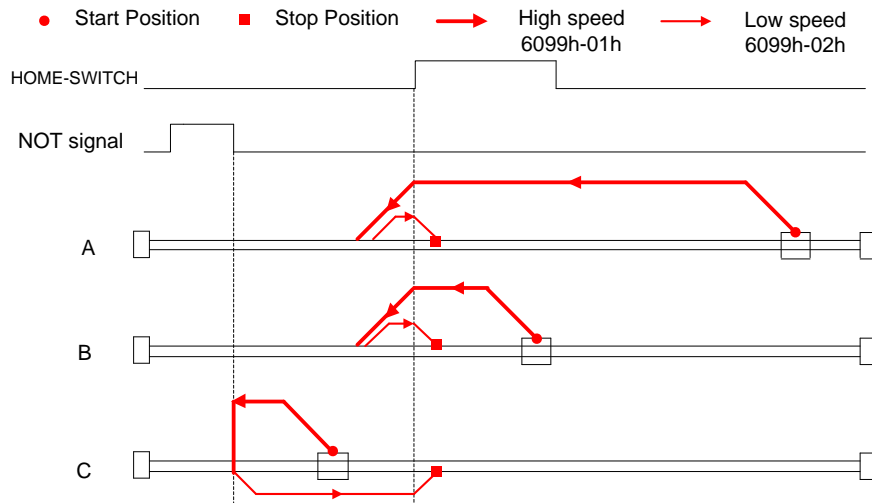 Start Position
Stop Position
High speed
6099h-01h
Low speed
6099h-02h
HOME-SWITCH
NOT signal
A
B
C